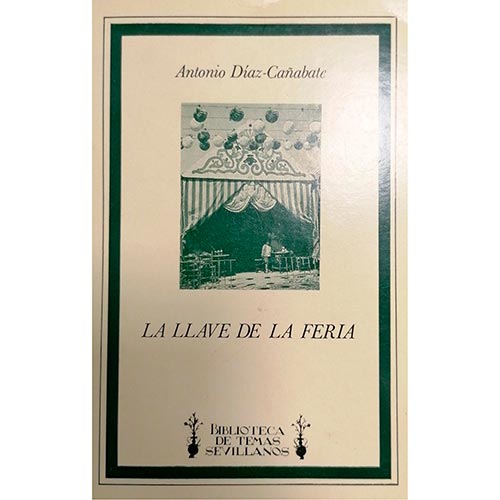 Antonio Díaz-Cañabate
LA LLAVE DE LA FERIA
BIBLIOTECA
DE TEMAS
SEVILLANOS